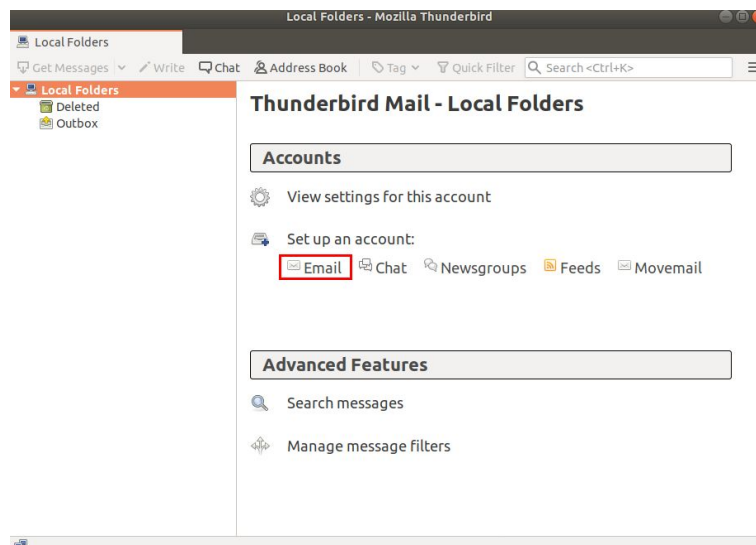 Local Folders - Mozilla Thunderbird
Local Folders
Get Messages Write Chat Address Book Tag Quick Filter Search <Ctrl+K>
Local Folders
Deleted
Outbox
Thunderbird Mail - Local Folders
Accounts
View settings for this account
Set up an account:
Email Chat Newsgroups Feeds Movemail
Advanced Features
Search messages
Manage message filters